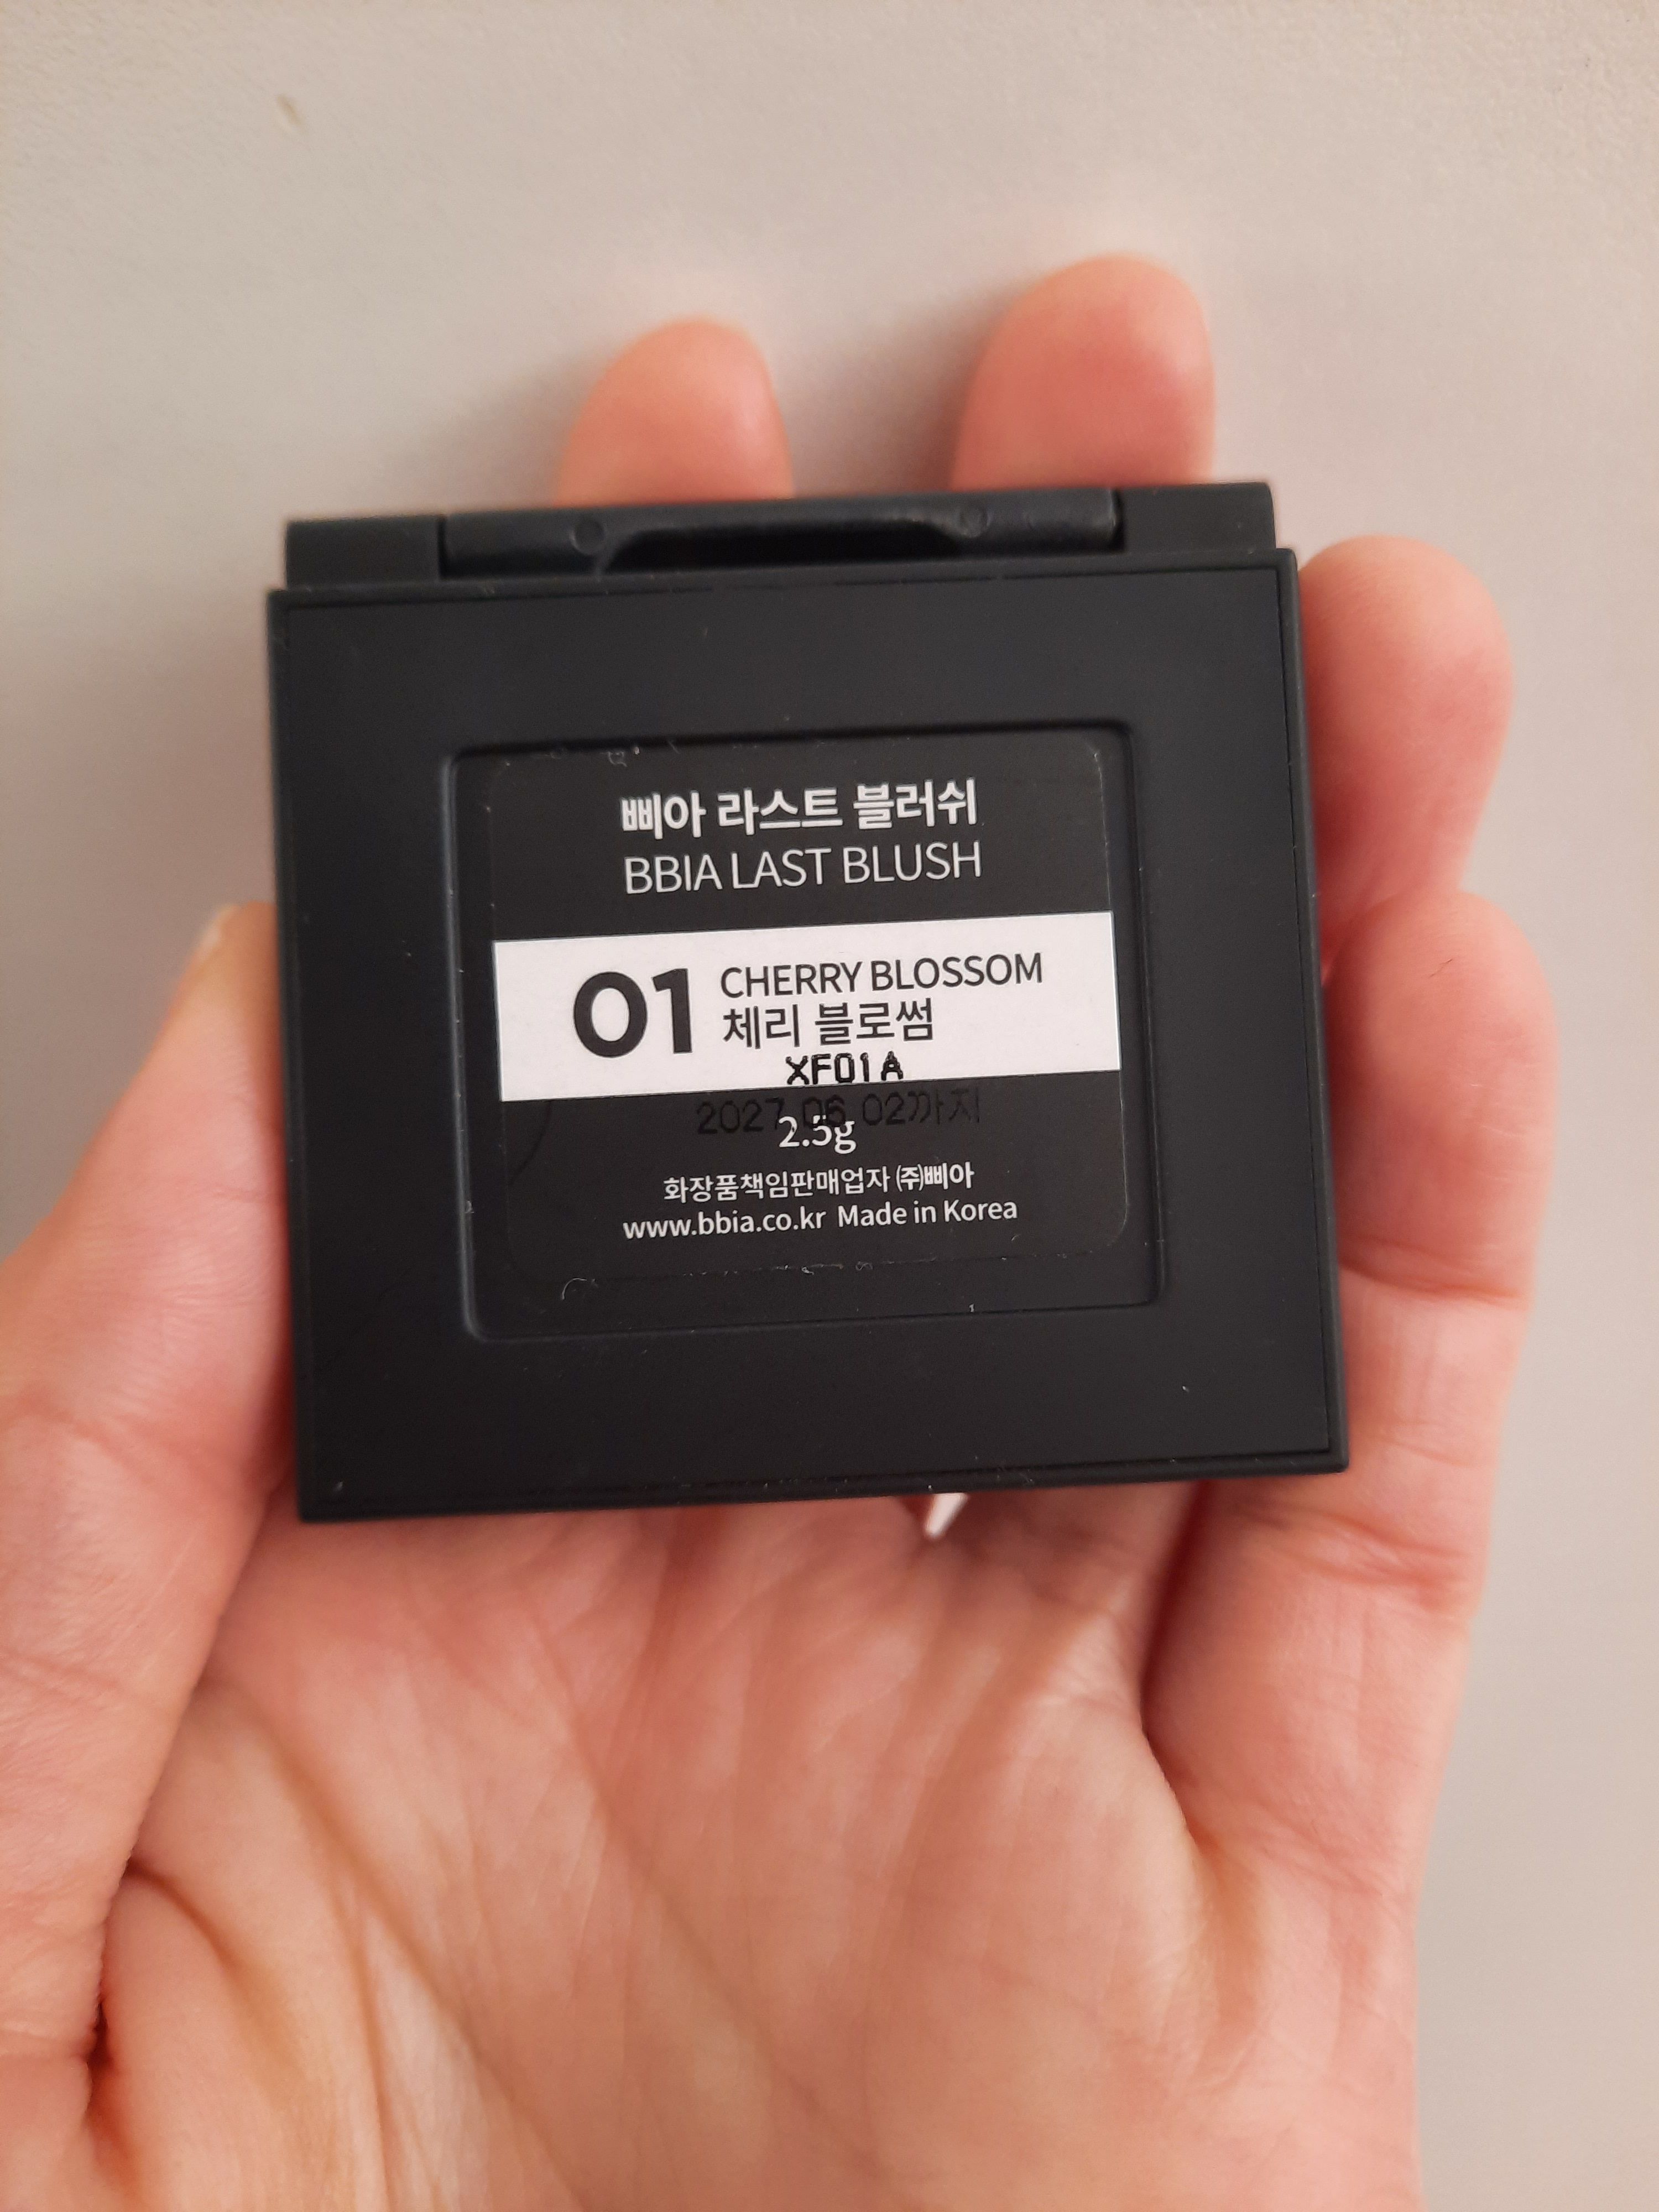 삐아 라스트 블러쉬
BBIA LAST BLUSH
01 CHERRY BLOSSOM
체리 블로썸
XF01A
2027.06.02까지
2.5g
화장품책임판매업자 ㈜삐아
www.bbia.co.kr Made in Korea